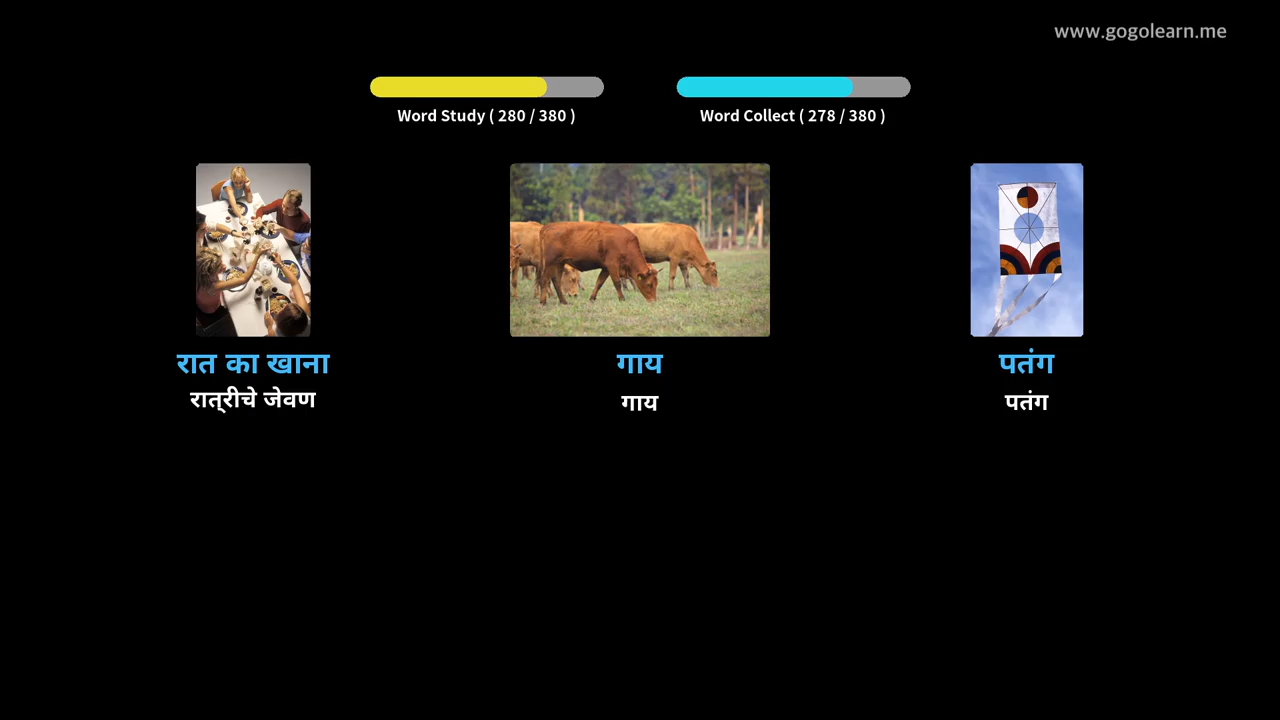 www.gogolearn.me
Word Study ( 280 / 380 )
Word Collect ( 278 / 380 )
रात का खाना
गाय
पतंग
रात्रीचे जेवण
गाय
पतंग